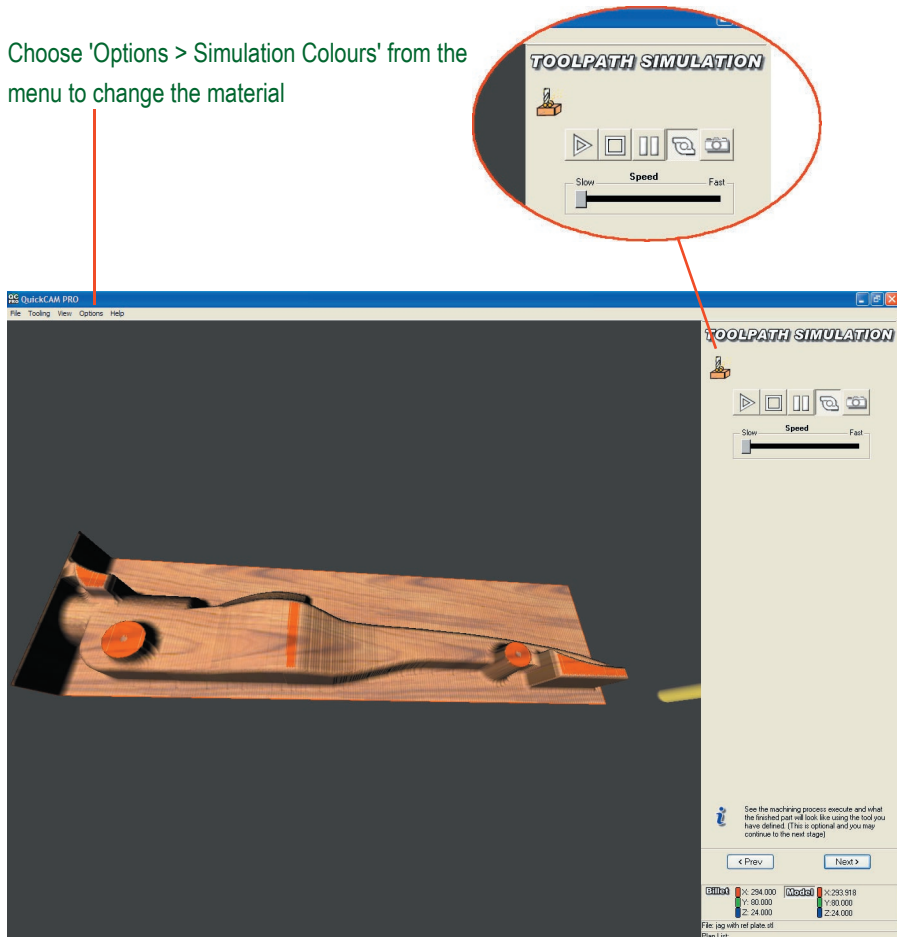 Choose 'Options > Simulation Colours' from the
menu to change the material
TOOLPATH SIMULATION
Slow Speed Fast
QuickCAM PRO
File Tooling View Options Help
TOOLPATH SIMULATION
Slow Speed Fast
See the machining process execute and what
the finished part will look like using the tool you
have defined. (This is optional and you may
continue to the next stage)
< Prev Next >
Billet X: 294.000 Model X:293.918
Y: 80.000 Y:80.000
Z: 24.000 Z:24.000
File: jag with ref plate.stl
Plan List: